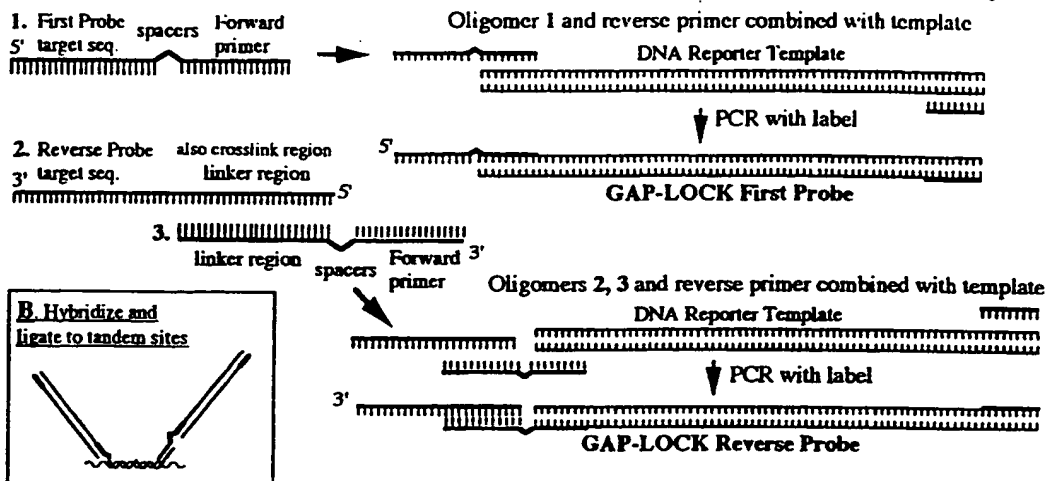 1. First Probe spacers Forward
5' target seq. primer
Oligomer 1 and reverse primer combined with template
DNA Reporter Template
PCR with label
5'
GAP-LOCK First Probe
2. Reverse Probe also crosslink region
3' target seq. linker region 5'
3.
linker region spacers Forward 3'
primer
Oligomers 2, 3 and reverse primer combined with template
DNA Reporter Template
PCR with label
3'
GAP-LOCK Reverse Probe
B. Hybridize and
ligate to tandem sites